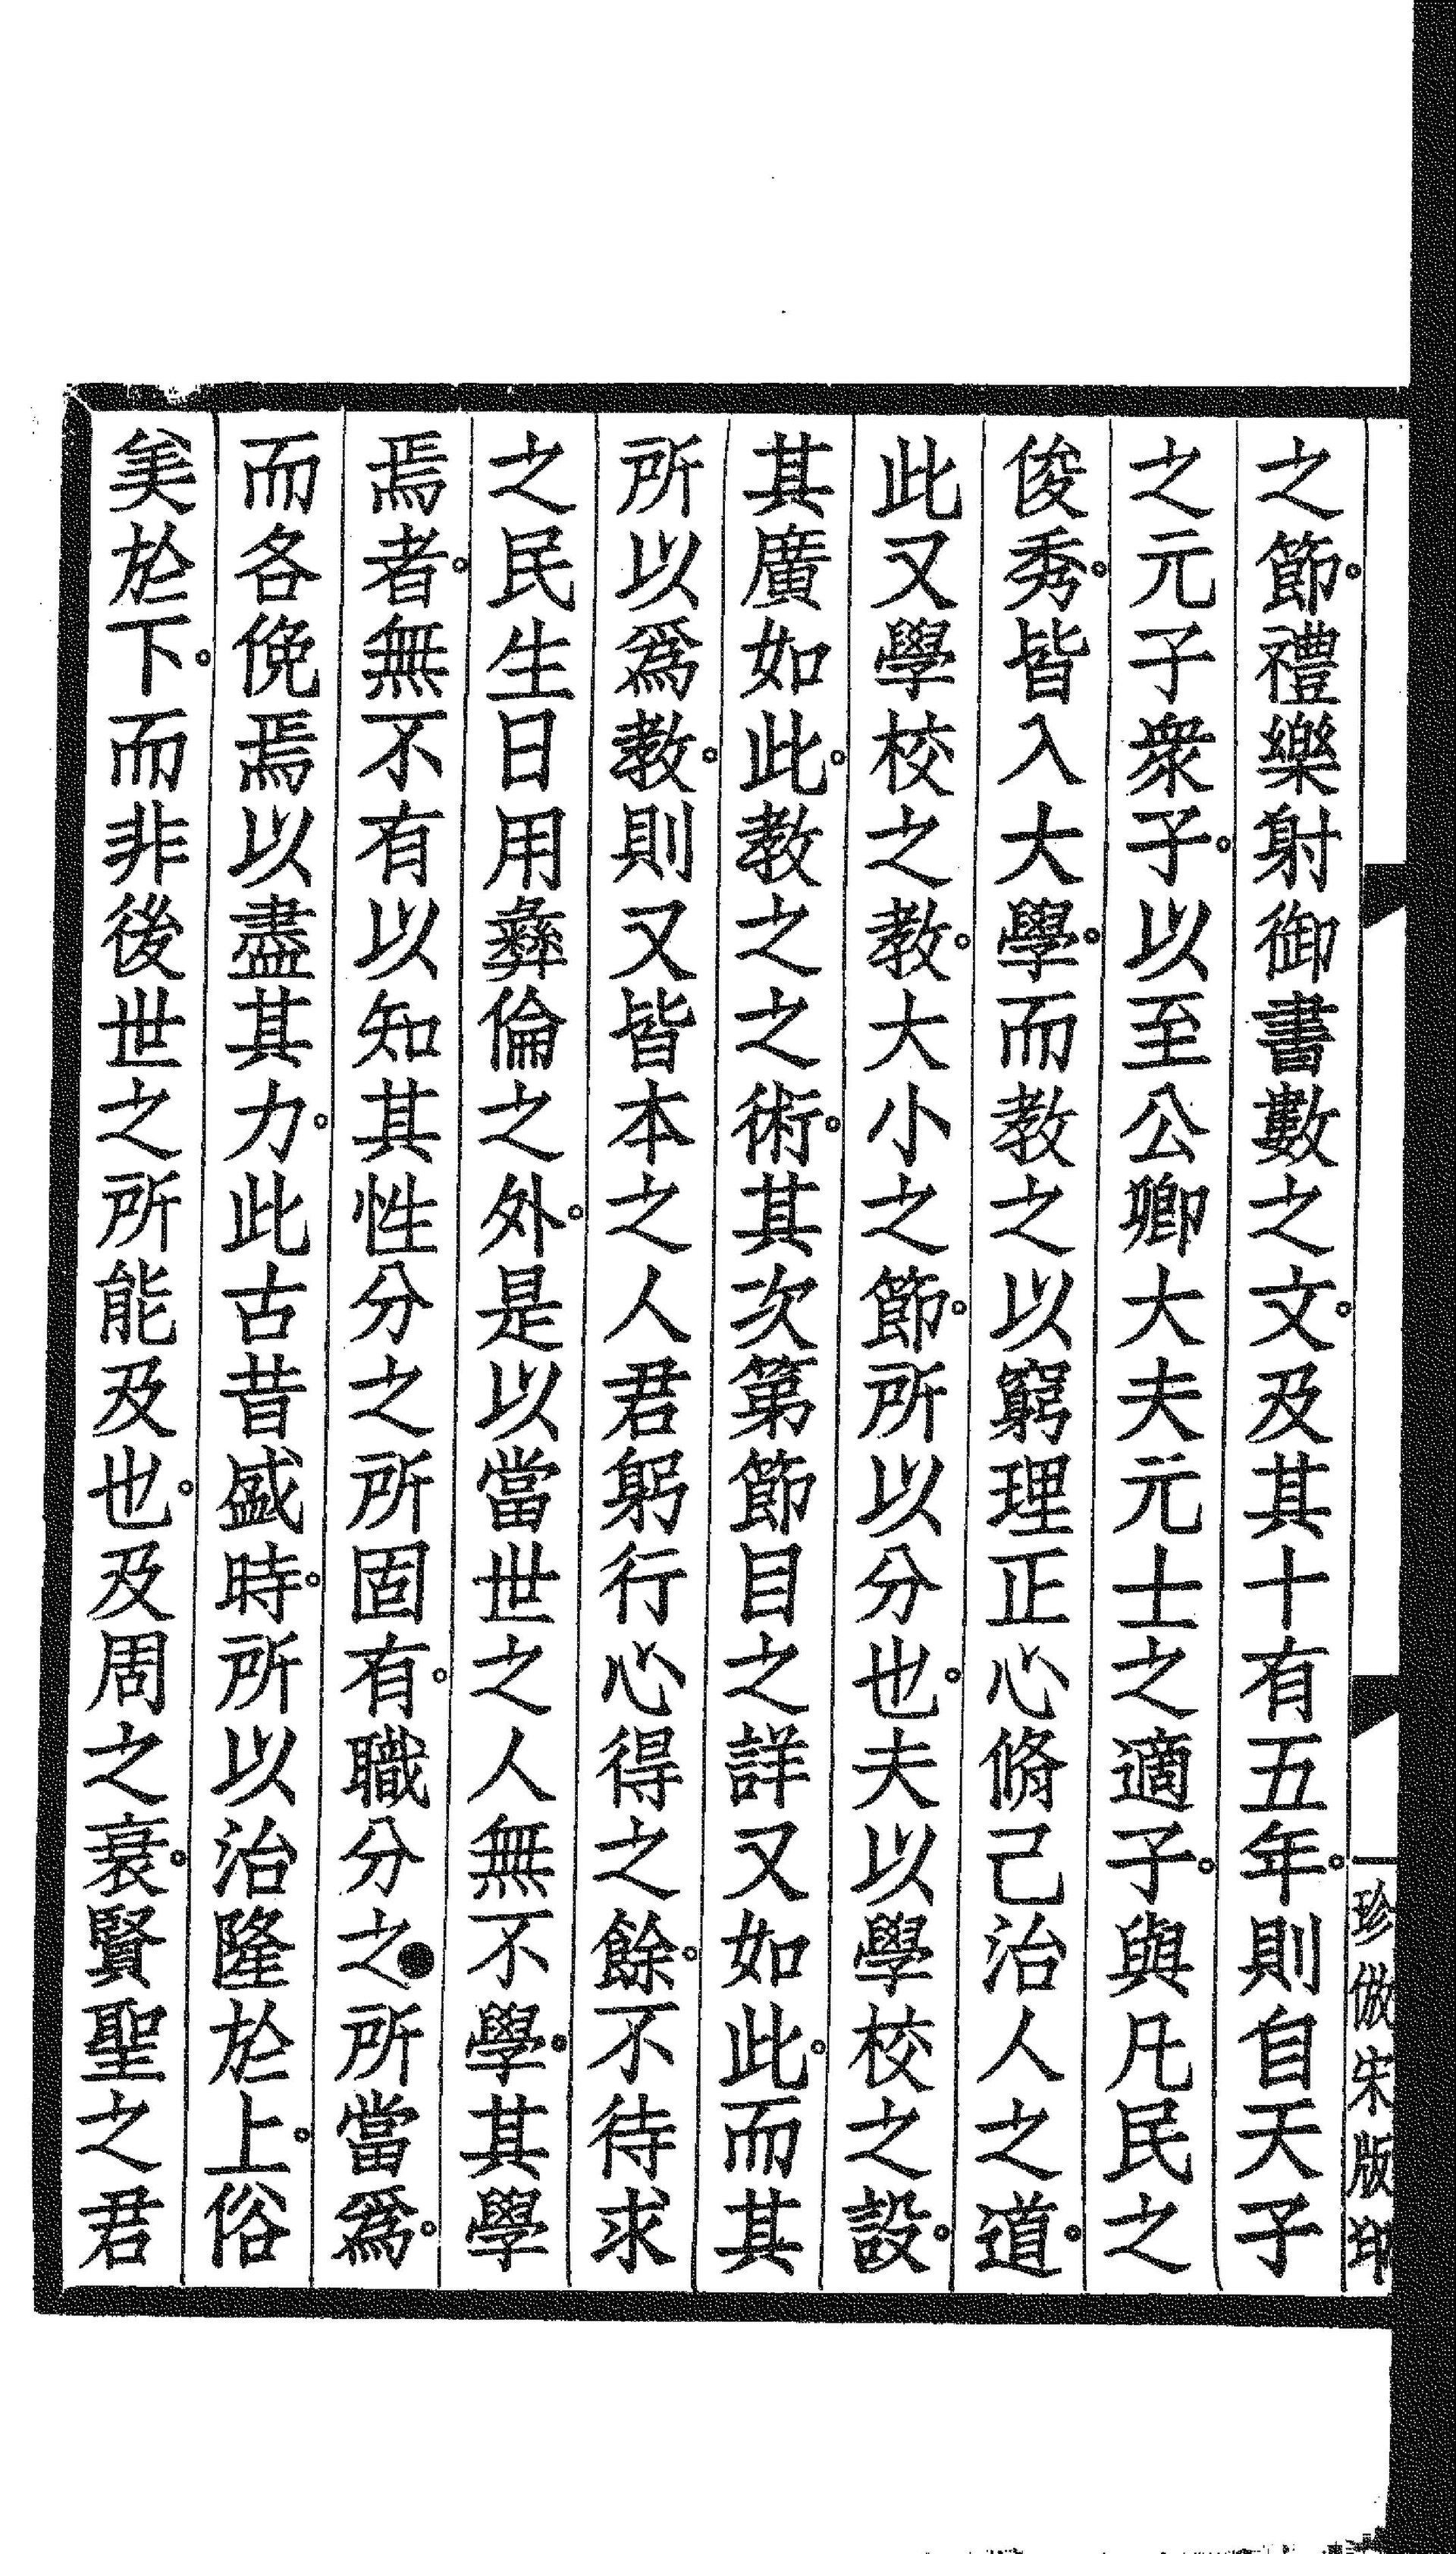 之節。禮樂射御書數之文。及其十有五年。則自天子
之元子衆子。以至公卿大夫元士之適子。與凡民之
俊秀。皆入大學。而教之以窮理正心脩己治人之道。
此又學校之教。大小之節。所以分也。夫以學校之設。
其廣如此。教之之術。其次第節目之詳又如此。而其
所以爲教。則又皆本之人君躬行心得之餘。不待求
之民生日用彝倫之外。是以當世之人無不學。其學
焉者。無不有以知其性分之所固有。職分之所當爲。
而各俛焉以盡其力。此古昔盛時。所以治隆於上。俗
美於下。而非後世之所能及也。及周之衰。賢聖之君
珍倣宋版印